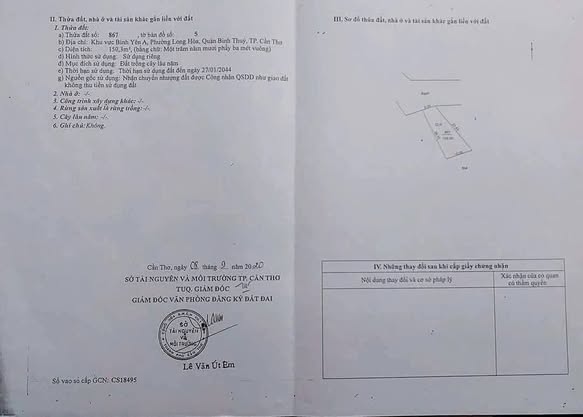 II. Thửa đất, nhà ở và tài sản khác gắn liền với đất
1. Thửa đất:
a) Thửa đất số: 867 , tờ bản đồ số: 5
b) Địa chỉ: Khu vực Bình Yên A, Phường Long Hòa, Quận Bình Thuỷ, TP. Cần Thơ
c) Diện tích: 150,3m², (bằng chữ: Một trăm năm mươi phẩy ba mét vuông)
d) Hình thức sử dụng: Sử dụng riêng
đ) Mục đích sử dụng: Đất trồng cây lâu năm
e) Thời hạn sử dụng: Thời hạn sử dụng đất đến ngày 27/01/2044
g) Nguồn gốc sử dụng: Nhận chuyển nhượng đất được Công nhận QSDĐ như giao đất
không thu tiền sử dụng đất
2. Nhà ở: -/-
3. Công trình xây dựng khác: -/-
4. Rừng sản xuất là rừng trồng: -/-
5. Cây lâu năm: -/-
6. Ghi chú: Không.
Cần Thơ, ngày 08 tháng 9 năm 2020
SỞ TÀI NGUYÊN VÀ MÔI TRƯỜNG TP. CẦN THƠ
TUQ. GIÁM ĐỐC
GIÁM ĐỐC VĂN PHÒNG ĐĂNG KÝ ĐẤT ĐAI
SỞ
TÀI NGUYÊN
VÀ
MÔI TRƯỜNG
Lê Văn Út Em
Số vào sổ cấp GCN: CS18495
III. Sơ đồ thửa đất, nhà ở và tài sản khác gắn liền với đất
867
IV. Những thay đổi sau khi cấp giấy chứng nhận
Nội dung thay đổi và cơ sở pháp lý
Xác nhận của cơ quan
có thẩm quyền